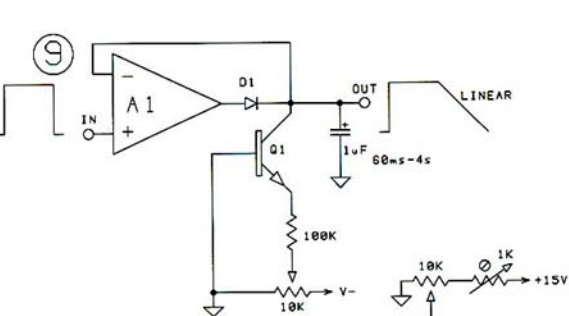 9
D1
OUT
LINEAR
A1
IN
−
+
+
Q1
1uF
60ms-4s
100K
1K
10K
+15V
V-
10K